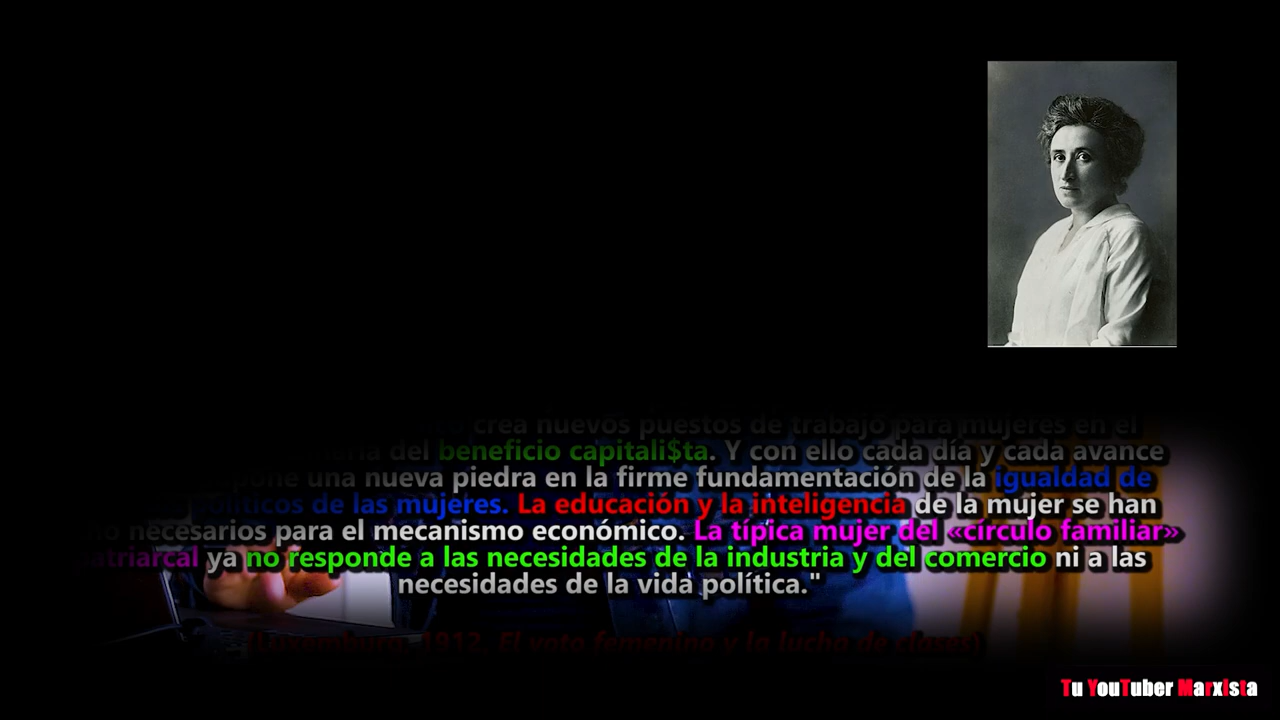 crea nuevos puestos de trabajo para mujeres en el
del beneficio capitali$ta. Y con ello cada día y cada avance
una nueva piedra en la firme fundamentación de la igualdad de
políticos de las mujeres. La educación y la inteligencia de la mujer se han
necesarios para el mecanismo económico. La típica mujer del «círculo familiar»
ya no responde a las necesidades de la industria y del comercio ni a las
necesidades de la vida política."
(Luxemburg, 1912, El voto femenino y la lucha de clases)
Tu YouTuber Marxista